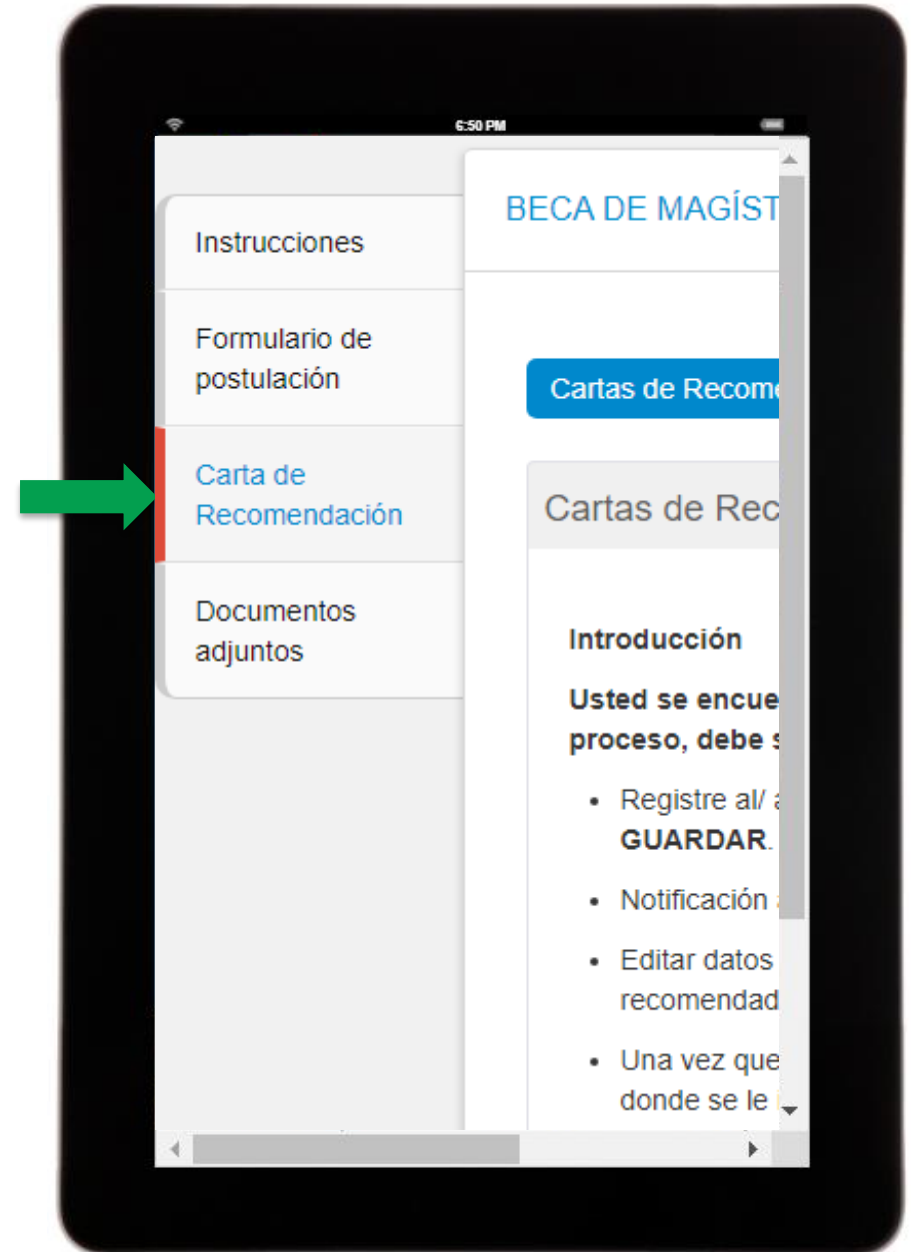 6:50 PM
Instrucciones
Formulario de
postulación
Carta de
Recomendación
Documentos
adjuntos
BECA DE MAGÍST
Cartas de Recome
Cartas de Rec
Introducción
Usted se encue
proceso, debe s
• Registre al/ a
GUARDAR.
• Notificación
• Editar datos
recomendad
• Una vez que
donde se le